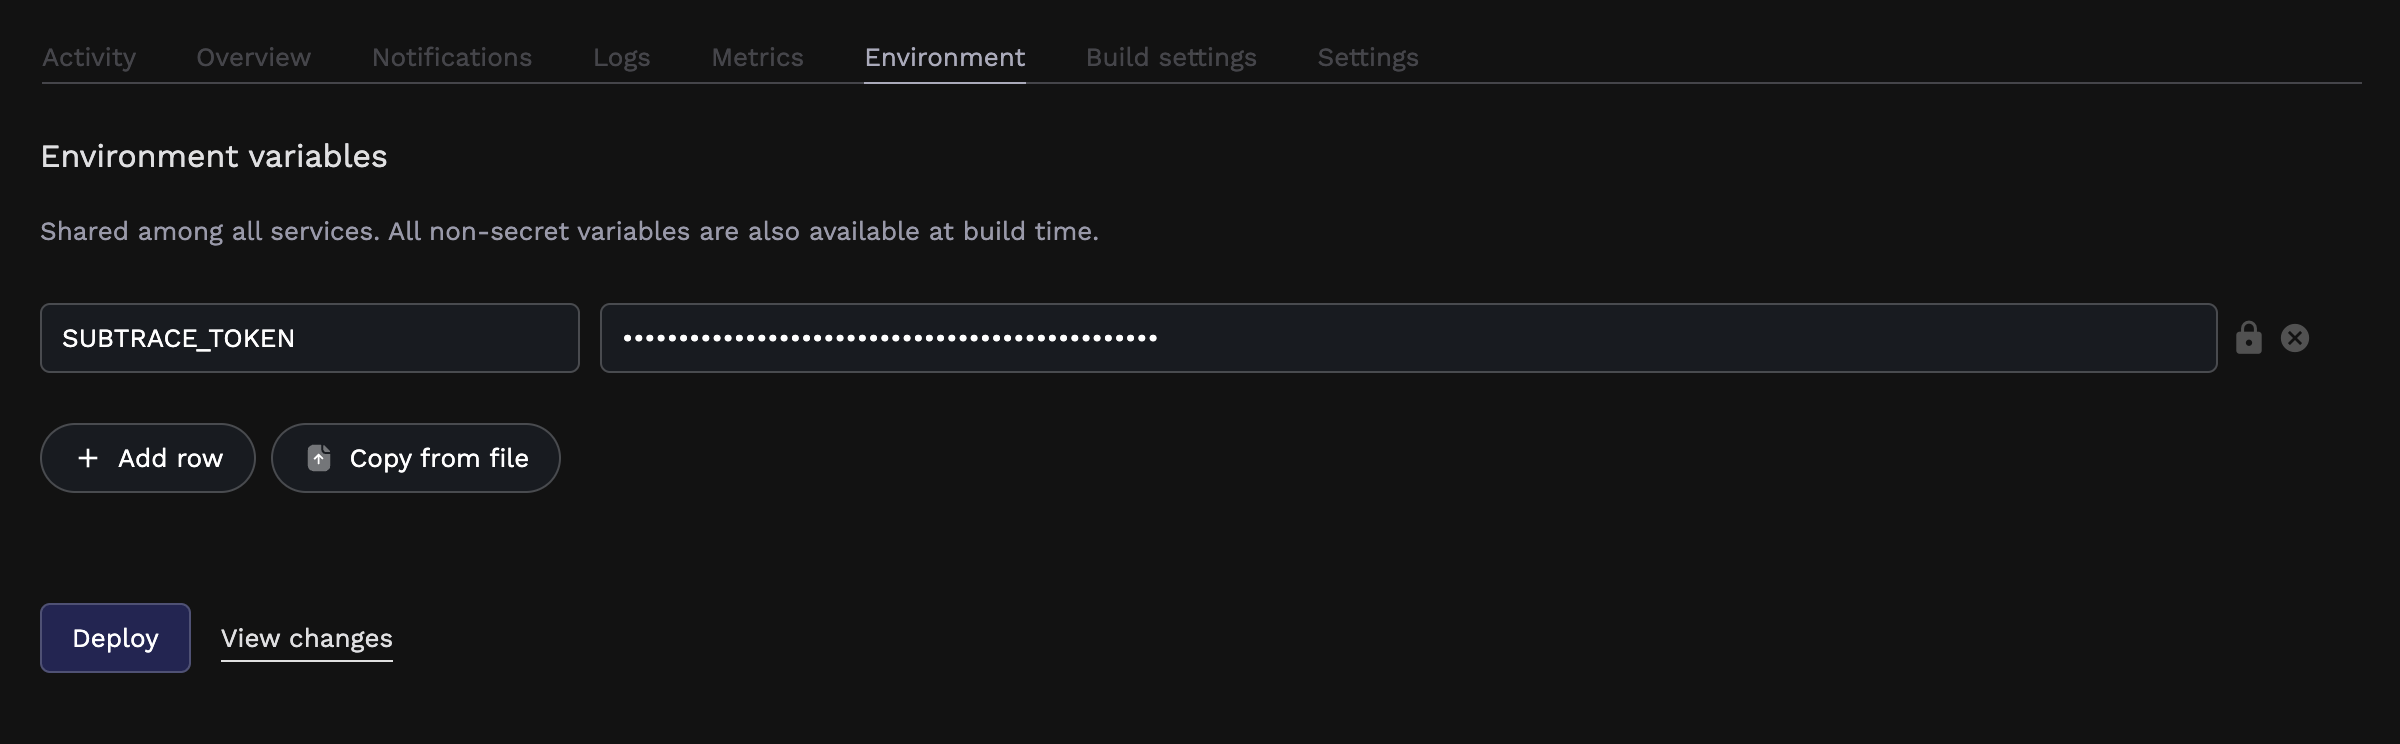 Activity Overview Notifications Logs Metrics Environment Build settings Settings
Environment variables
Shared among all services. All non-secret variables are also available at build time.
SUBTRACE_TOKEN ••••••••••••••••••••••••••••••••••••••••••••••••
Add row Copy from file
Deploy View changes